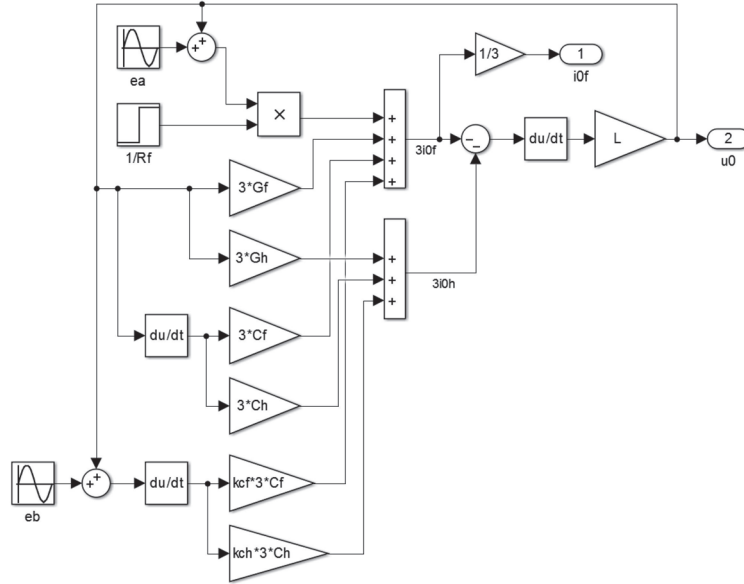 +
+
ea
1/3
1
i0f
×
1/Rf
+
+
+
+
3i0f
−
−
du/dt
L
2
u0
3*Gf
3*Gh
+
+
+
3i0h
du/dt
3*Cf
3*Ch
eb
+
+
du/dt
kcf*3*Cf
kch*3*Ch